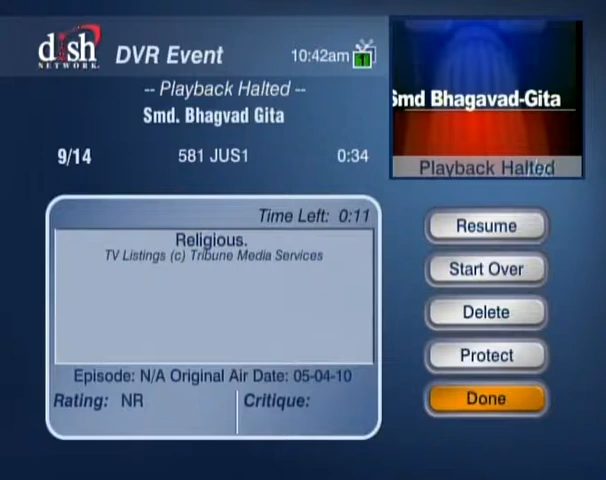 dish
NETWORK.
DVR Event
10:42am
1
-- Playback Halted --
Smd. Bhagvad Gita
9/14 581 JUS1 0:34
Smd Bhagavad-Gita
Playback Halted
Time Left: 0:11
Religious.
TV Listings (c) Tribune Media Services
Episode: N/A Original Air Date: 05-04-10
Rating: NR Critique:
Resume
Start Over
Delete
Protect
Done